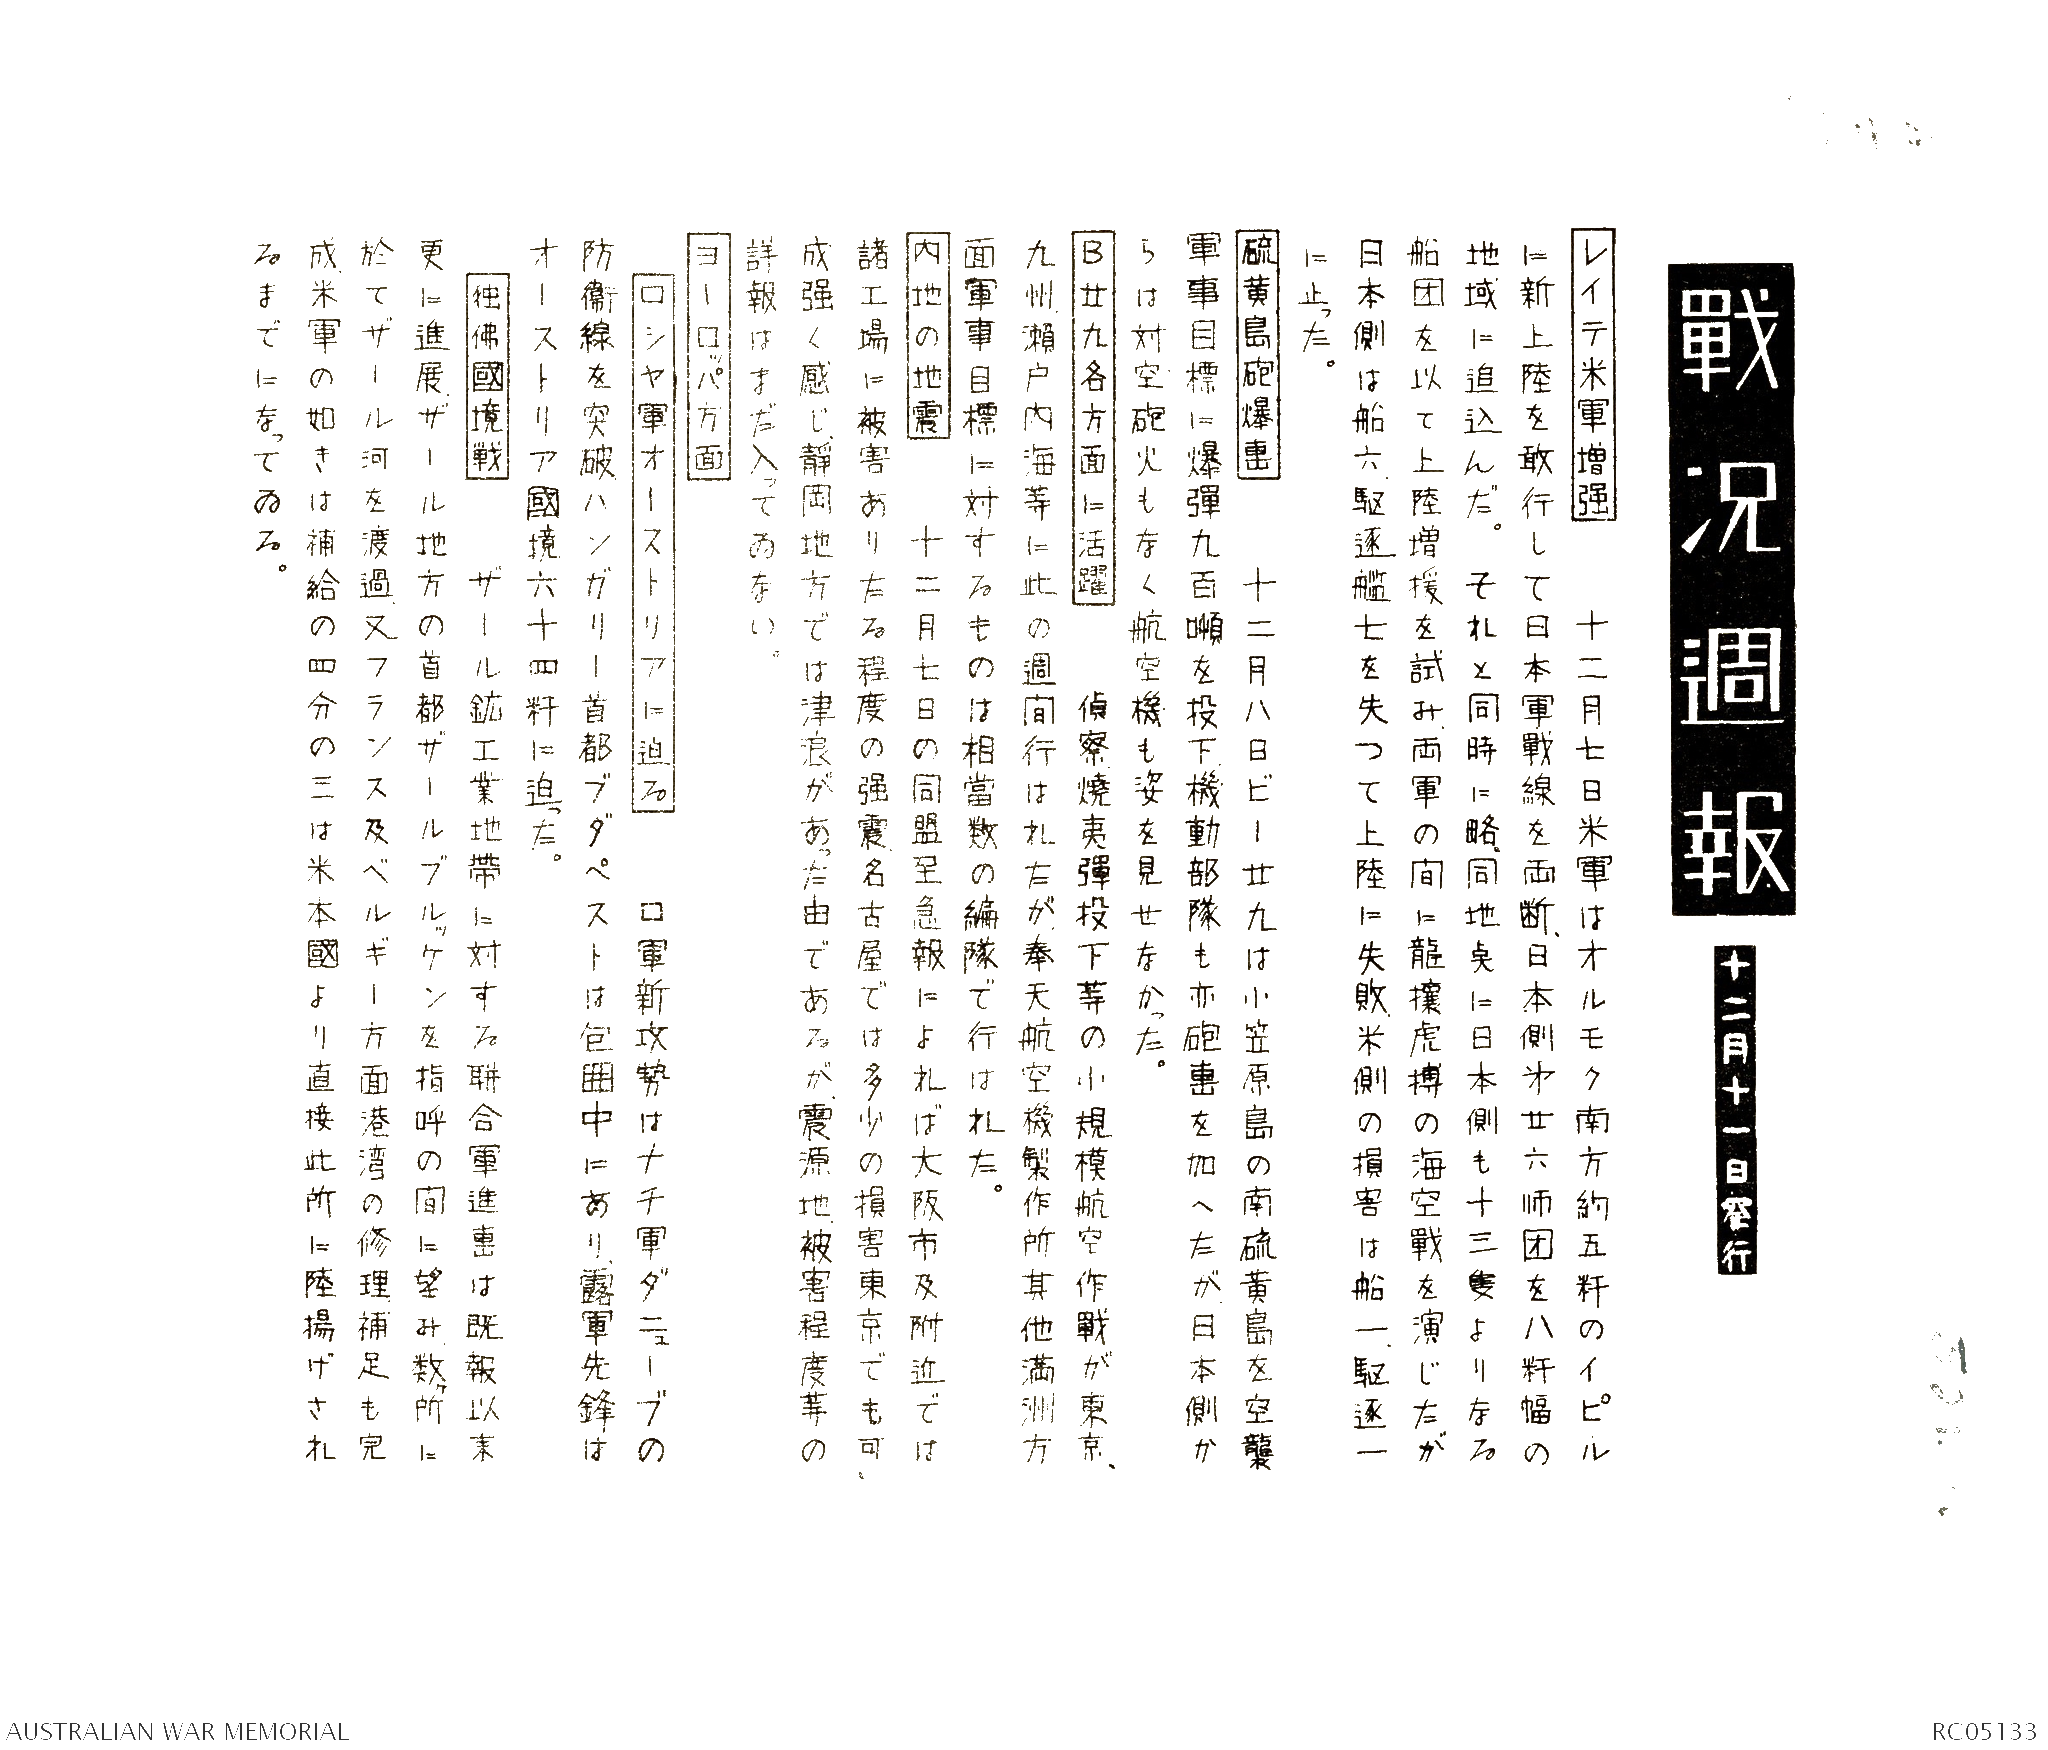 戰況週報
十二月十一日発行
レイテ米軍増强　十二月七日米軍はオルモク南方約五粁のイピル
に新上陸を敢行して日本軍戰線を両断、日本側㐧廿六师团を八粁幅の
地域に追込んだ。それと同時に略〻同地㚑に日本側も十三隻よりなる
船团を以て上陸増援を試み、両軍の间に龍攘虎搏の海空戰を演じたが
日本側は船六、駆逐艦七を失つて上陸に失敗、米側の損害は船一、駆逐一
に止った。
硫黄島砲爆擊　十二月八日ビー廿九は小笠原島の南硫黄島を空襲
軍事目標に爆彈九百噸を投下、機動部隊も亦砲擊を加へたが、日本側か
らは対空砲火もなく航空機も姿を見せなかった。
B廿九各方面に活躍　偵察、燒夷彈投下等の小規模航空作戰が東京、
九州、瀬戸内海等に此の週间行はれたが、奉天航空機製作所其他満洲方
面軍事目標に対するものは相當数の編隊で行はれた。
内地の地震　十二月七日の同盟至急報によれば大阪市及附近では
諸工場に被害ありたる程度の强震、名古屋では多少の損害、東京でも可、
成强く感じ、静岡地方では津浪があった由であるが、震源地、被害程度等の
詳報はまだ入ってゐない。
ヨーロッパ方面
ロシヤ軍オーストリアに迫る　ロ軍新攻勢はナチ軍ダニューブの
防衛線を突破、ハンガリー首都ブダペストは包囲中にあり、露軍先鋒は
オーストリア國境六十四粁に迫った。
独佛國境戦　ザール鉱工業地帯に対する聯合軍進擊は既報以来
更に進展、ザール地方の首都ザールブルッケンを指呼の间に望み、数ヶ所に
於てザール河を渡過、又フランス及ベルギー方面港湾の修理、補足も完
成、米軍の如きは補給の四分の三は米本國より直接此所に陸揚げされ
るまでになってゐる。
AUSTRALIAN WAR MEMORIAL
RC05133